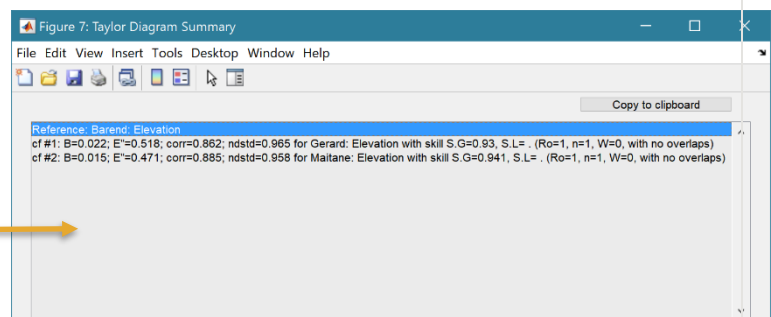 Figure 7: Taylor Diagram Summary
File Edit View Insert Tools Desktop Window Help
Copy to clipboard
Reference: Barend: Elevation
cf #1: B=0.022; E"=0.518; corr=0.862; ndstd=0.965 for Gerard: Elevation with skill S.G=0.93, S.L= . (Ro=1, n=1, W=0, with no overlaps)
cf #2: B=0.015; E"=0.471; corr=0.885; ndstd=0.958 for Maitane: Elevation with skill S.G=0.941, S.L= . (Ro=1, n=1, W=0, with no overlaps)